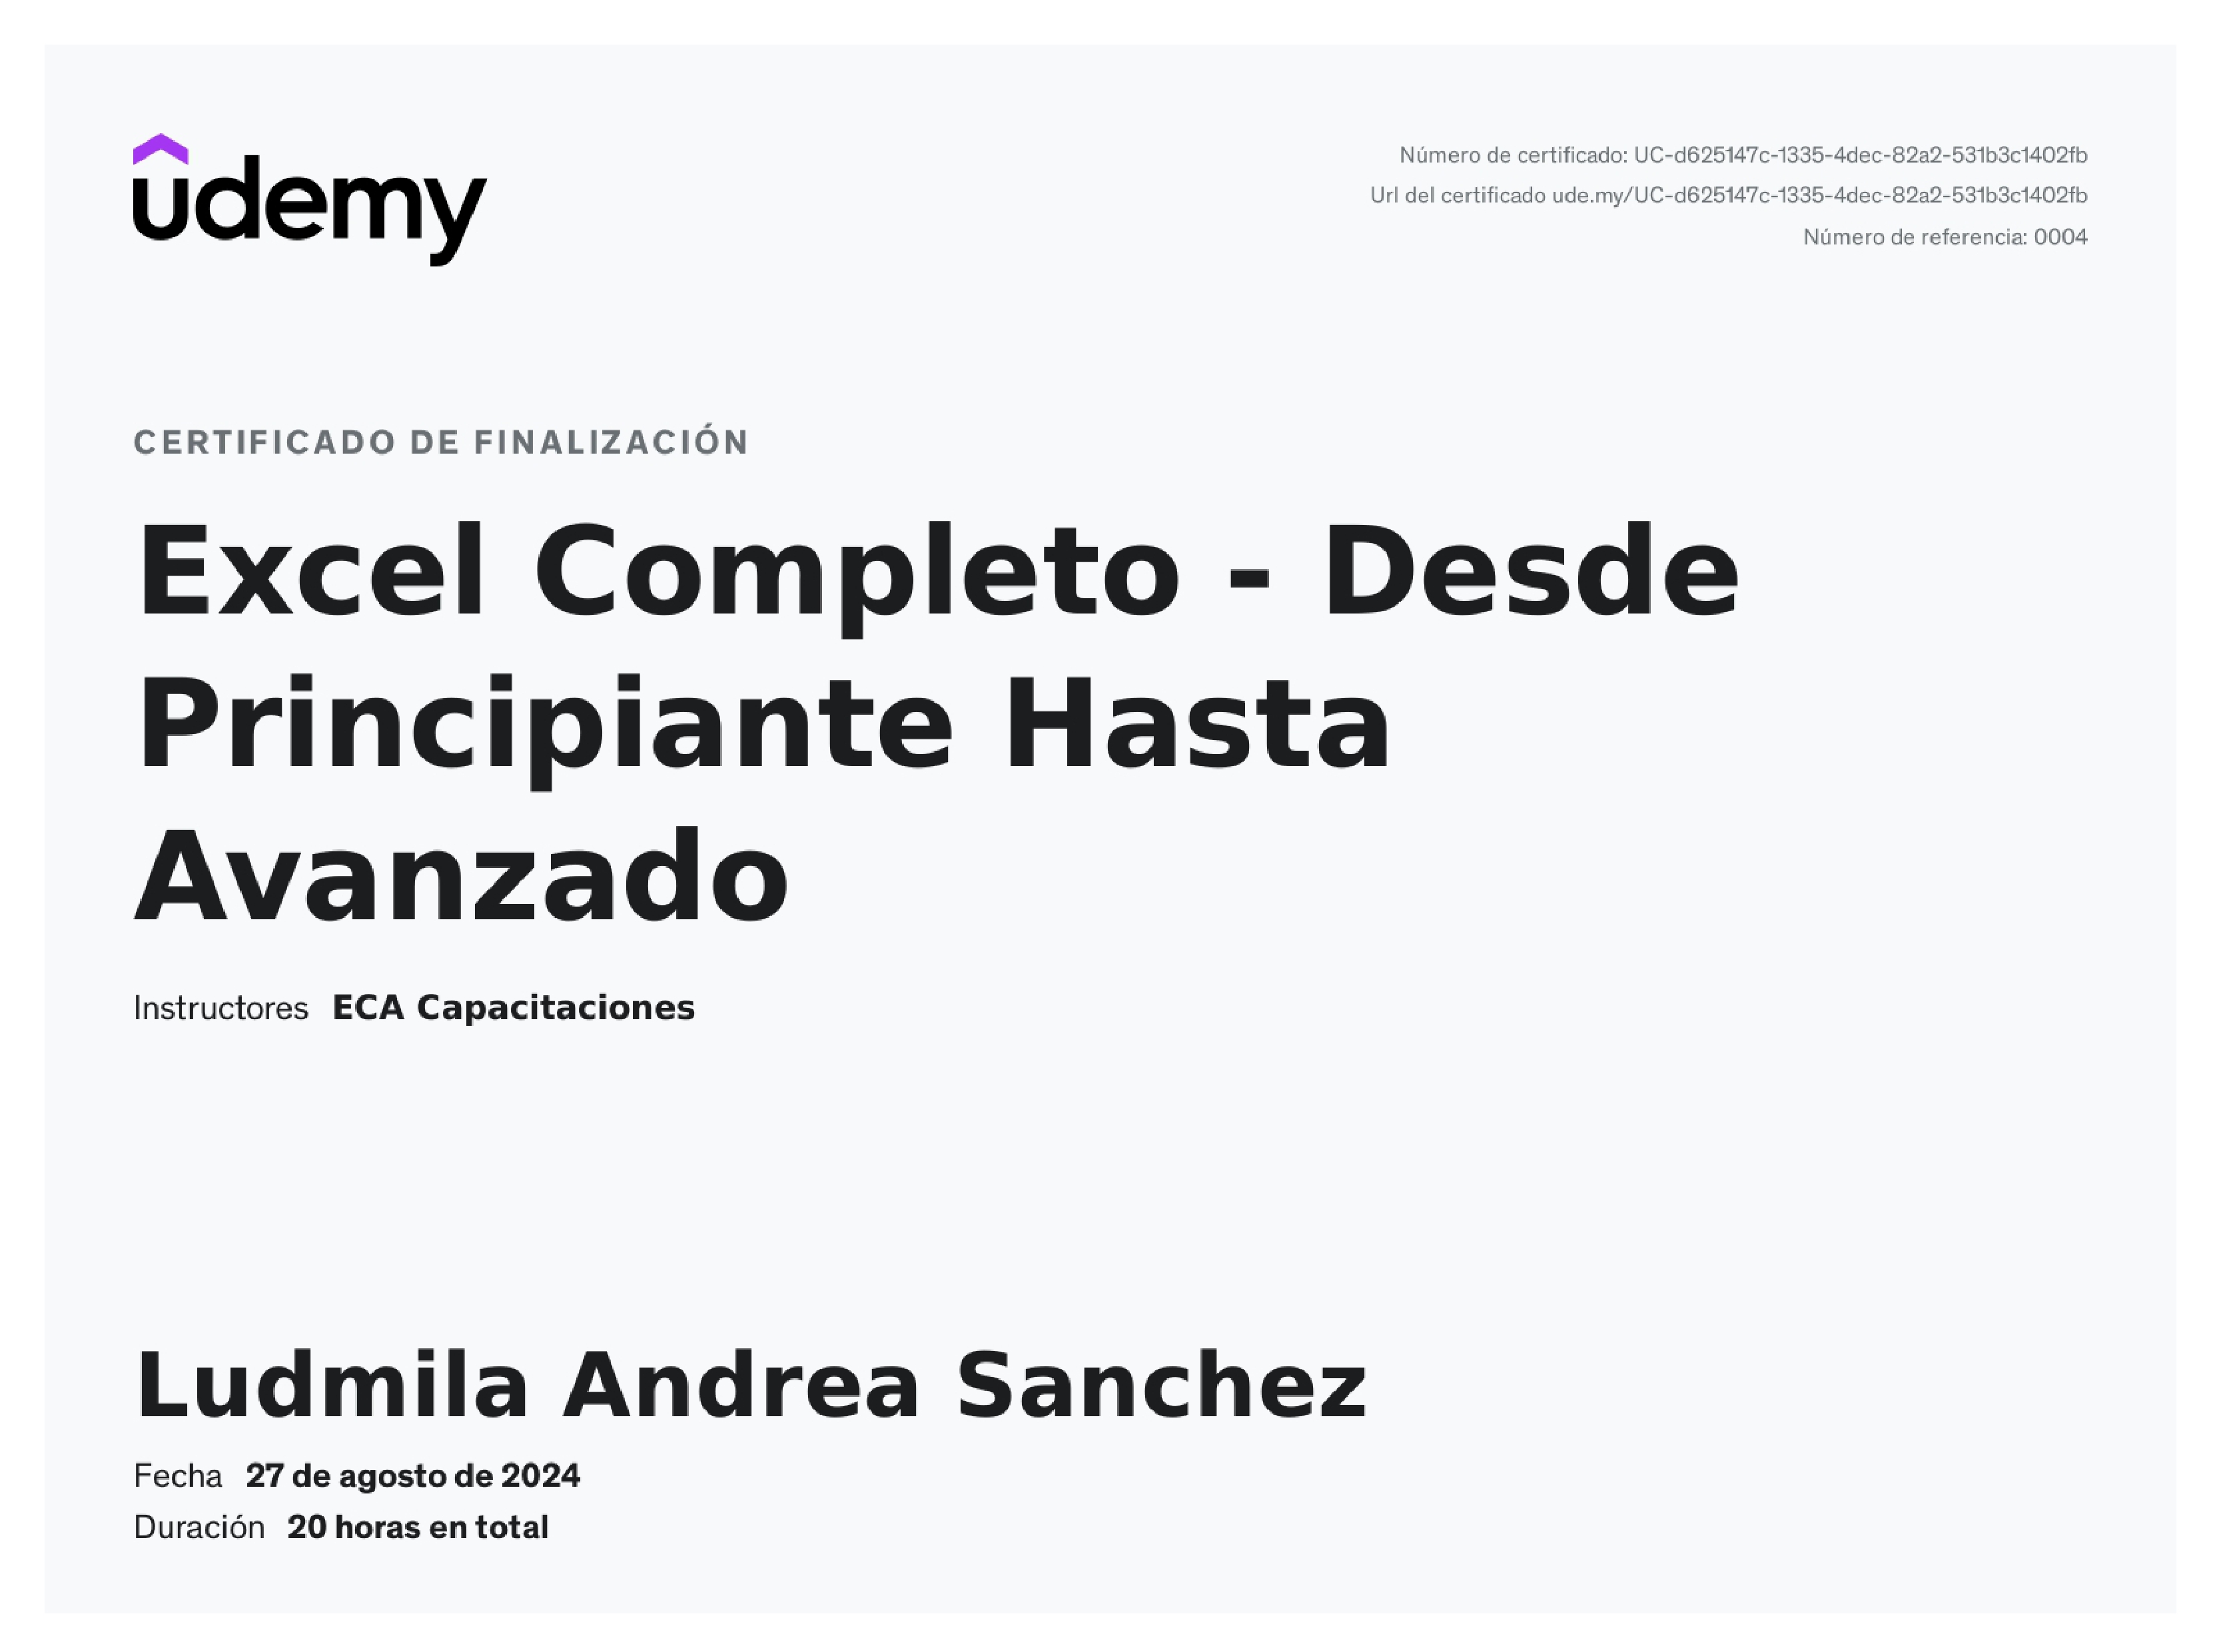 udemy
Número de certificado: UC-d625147c-1335-4dec-82a2-531b3c1402fb
Url del certificado ude.my/UC-d625147c-1335-4dec-82a2-531b3c1402fb
Número de referencia: 0004
CERTIFICADO DE FINALIZACIÓN
Excel Completo - Desde
Principiante Hasta
Avanzado
Instructores ECA Capacitaciones
Ludmila Andrea Sanchez
Fecha 27 de agosto de 2024
Duración 20 horas en total